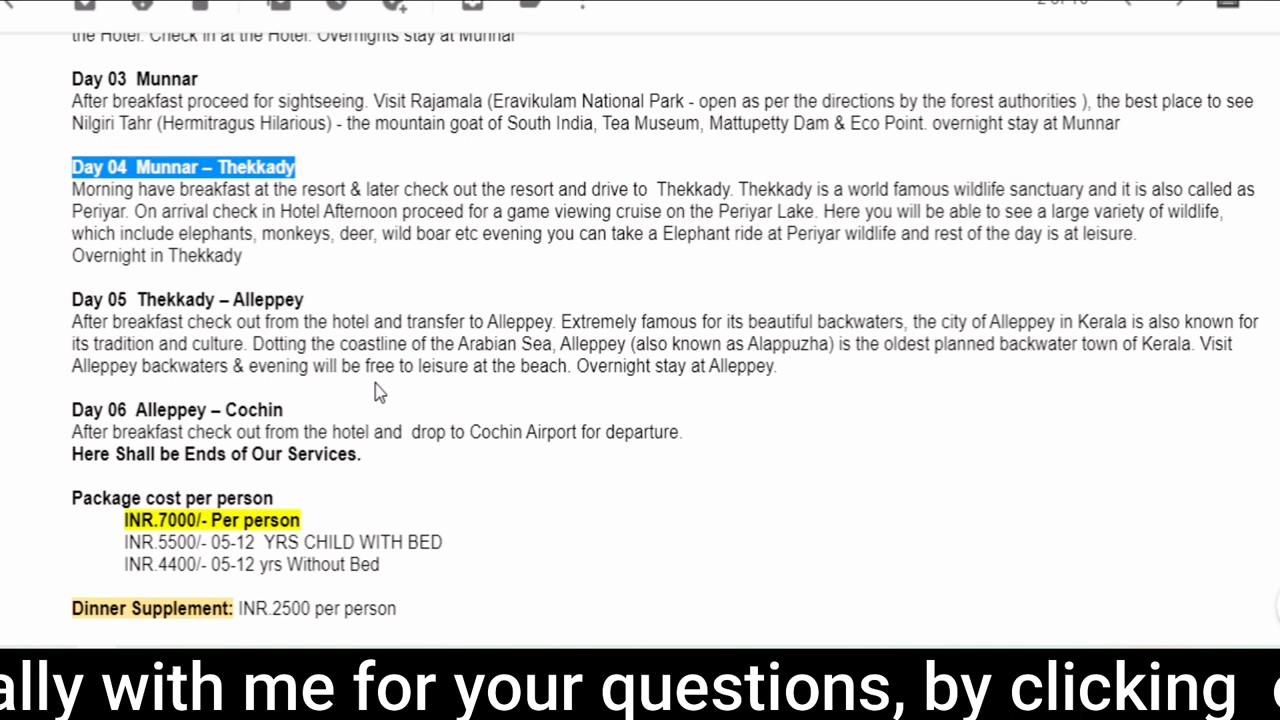 the Hotel. Check in at the Hotel. Overnights stay at Munnar
Day 03  Munnar
After breakfast proceed for sightseeing. Visit Rajamala (Eravikulam National Park - open as per the directions by the forest authorities ), the best place to see
Nilgiri Tahr (Hermitragus Hilarious) - the mountain goat of South India, Tea Museum, Mattupetty Dam & Eco Point. overnight stay at Munnar
Day 04  Munnar – Thekkady
Morning have breakfast at the resort & later check out the resort and drive to  Thekkady. Thekkady is a world famous wildlife sanctuary and it is also called as
Periyar. On arrival check in Hotel Afternoon proceed for a game viewing cruise on the Periyar Lake. Here you will be able to see a large variety of wildlife,
which include elephants, monkeys, deer, wild boar etc evening you can take a Elephant ride at Periyar wildlife and rest of the day is at leisure.
Overnight in Thekkady
Day 05  Thekkady – Alleppey
After breakfast check out from the hotel and transfer to Alleppey. Extremely famous for its beautiful backwaters, the city of Alleppey in Kerala is also known for
its tradition and culture. Dotting the coastline of the Arabian Sea, Alleppey (also known as Alappuzha) is the oldest planned backwater town of Kerala. Visit
Alleppey backwaters & evening will be free to leisure at the beach. Overnight stay at Alleppey.
Day 06  Alleppey – Cochin
After breakfast check out from the hotel and  drop to Cochin Airport for departure.
Here Shall be Ends of Our Services.
Package cost per person
INR.7000/- Per person
INR.5500/- 05-12  YRS CHILD WITH BED
INR.4400/- 05-12 yrs Without Bed
Dinner Supplement: INR.2500 per person
ally with me for your questions, by clicking